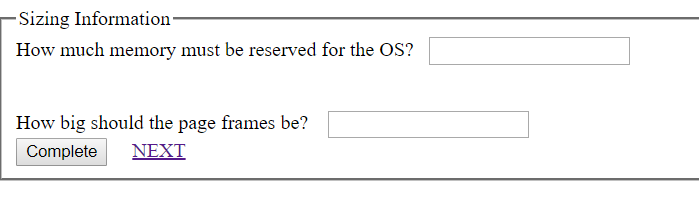 Sizing Information
How much memory must be reserved for the OS?
How big should the page frames be?
Complete NEXT